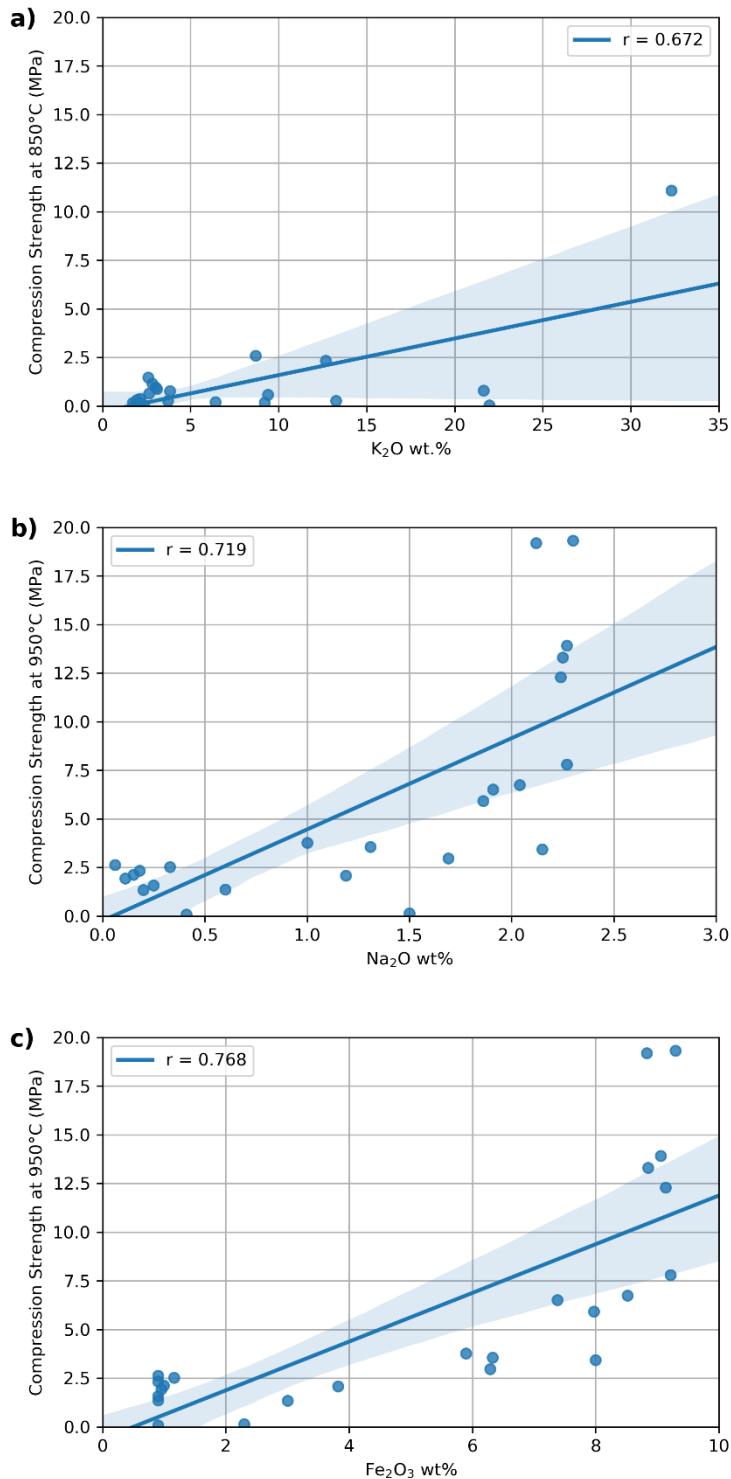 a)
20.0
17.5
15.0
12.5
10.0
7.5
5.0
2.5
0.0
Compression Strength at 850°C (MPa)
r = 0.672
0 5 10 15 20 25 30 35
K₂O wt.%
b)
20.0
17.5
15.0
12.5
10.0
7.5
5.0
2.5
0.0
Compression Strength at 950°C (MPa)
r = 0.719
0.0 0.5 1.0 1.5 2.0 2.5 3.0
Na₂O wt%
c)
20.0
17.5
15.0
12.5
10.0
7.5
5.0
2.5
0.0
Compression Strength at 950°C (MPa)
r = 0.768
0 2 4 6 8 10
Fe₂O₃ wt%